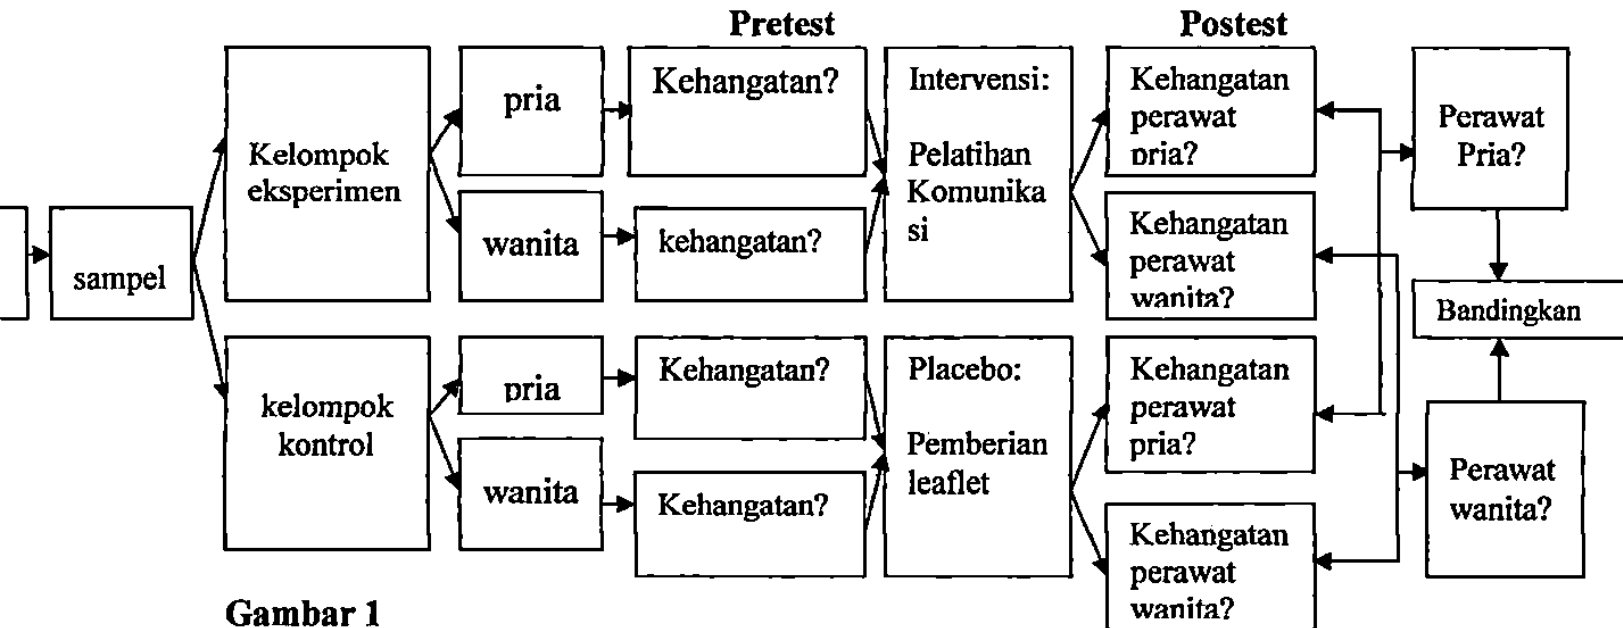 Pretest
Postest
sampel
Kelompok
eksperimen
pria
wanita
Kehangatan?
kehangatan?
Intervensi:
Pelatihan
Komunika
si
Kehangatan
perawat
pria?
Kehangatan
perawat
wanita?
Perawat
Pria?
Bandingkan
kelompok
kontrol
pria
wanita
Kehangatan?
Kehangatan?
Placebo:
Pemberian
leaflet
Kehangatan
perawat
pria?
Kehangatan
perawat
wanita?
Perawat
wanita?
Gambar 1